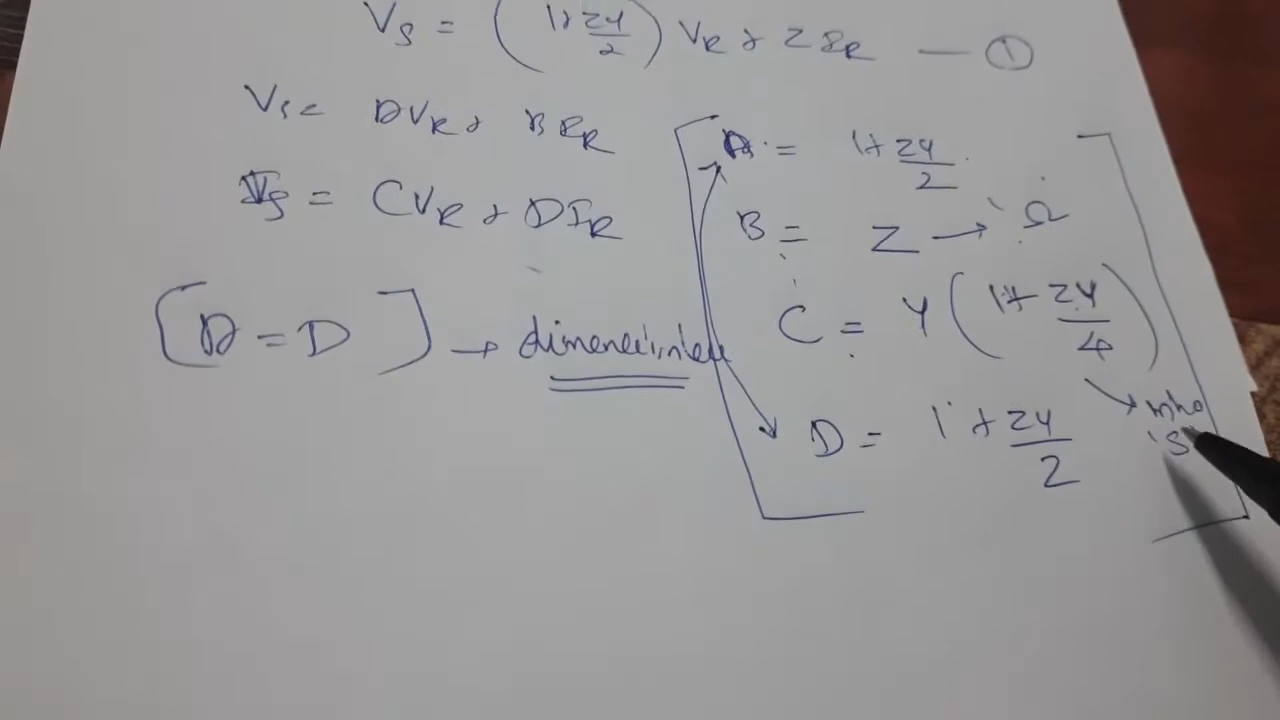 Vs = (1+ZY/2) VR + Z IR — ①
Vs = AVR + BIR
Is = CVR + DIR
[A = D] → dimensionless
A = 1+ZY/2
B = Z → Ω
C = Y (1+ZY/4)
→ mho
'S'
D = 1+ZY/2